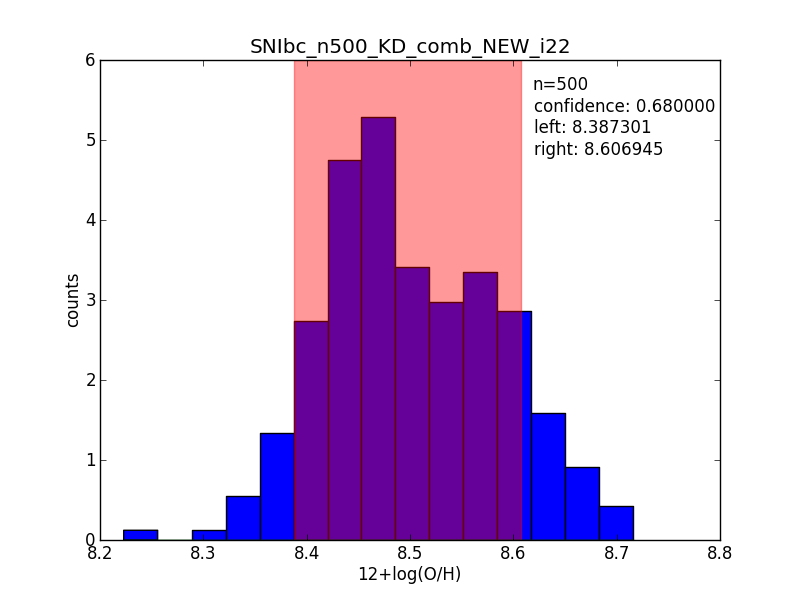 SNIbc_n500_KD_comb_NEW_i22
n=500
confidence: 0.680000
left: 8.387301
right: 8.606945
6
5
4
3
2
1
0
counts
8.2 8.3 8.4 8.5 8.6 8.7 8.8
12+log(O/H)